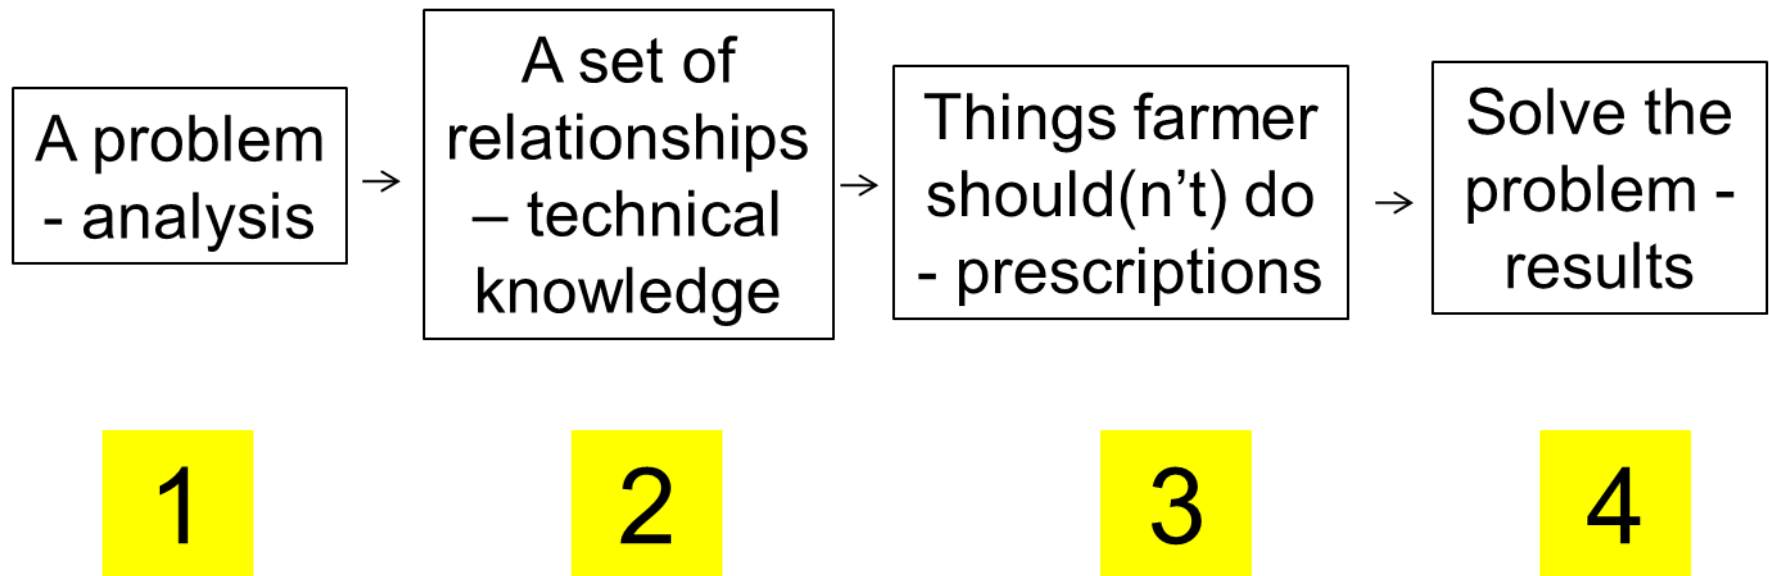 A problem
- analysis
A set of
relationships
– technical
knowledge
Things farmer
should(n’t) do
- prescriptions
Solve the
problem -
results
1
2
3
4